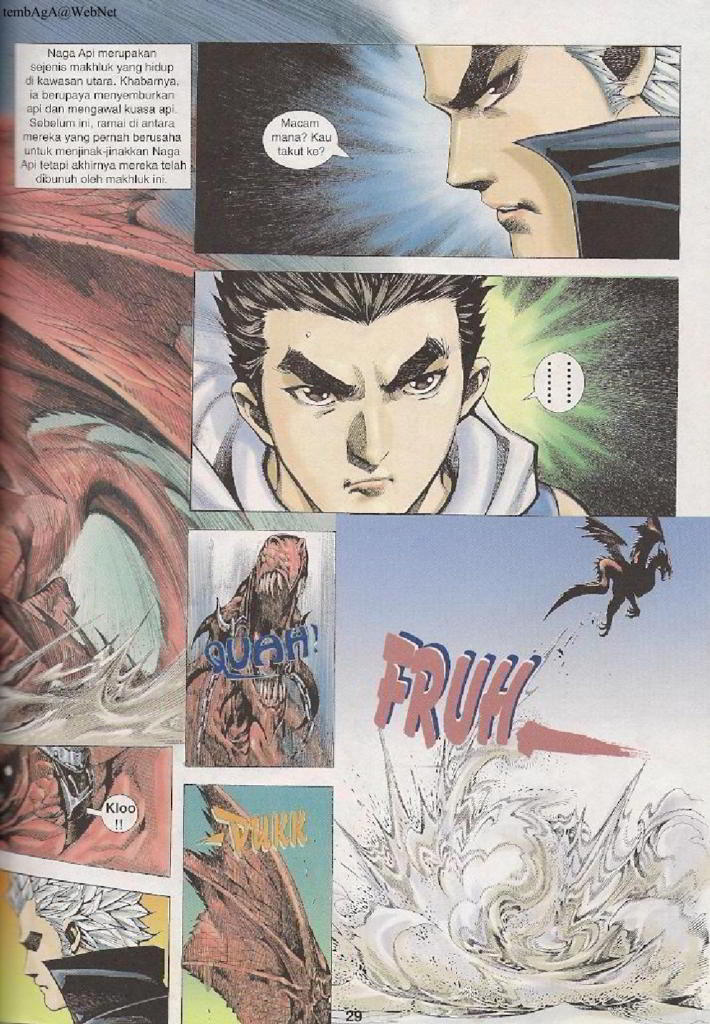 tembAgA@WebNet
Naga Api merupakan
sejenis makhluk yang hidup
di kawasan utara. Khabarnya,
ia berupaya menyemburkan
api dan mengawal kuasa api.
Sebelum ini, ramai di antara
mereka yang pernah berusaha
untuk menjinak-jinakkan Naga
Api tetapi akhirnya mereka telah
dibunuh oleh makhluk ini.
Macam
mana? Kau
takut ke?
QUAH!
FRUH
Kloo
!!
DUKK
29